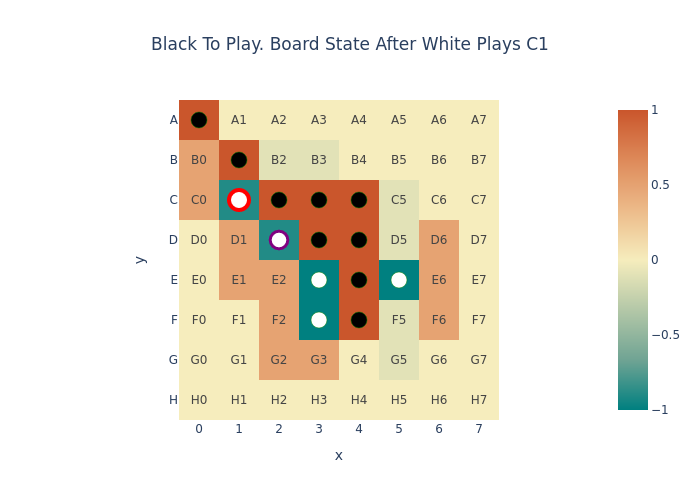 Black To Play. Board State After White Plays C1
A A1 A2 A3 A4 A5 A6 A7 1
B B0 B2 B3 B4 B5 B6 B7
C C0 C5 C6 C7 0.5
D D0 D1 D5 D6 D7
y
E E0 E1 E2 E6 E7 0
F F0 F1 F2 F5 F6 F7
G G0 G1 G2 G3 G4 G5 G6 G7 −0.5
H H0 H1 H2 H3 H4 H5 H6 H7 −1
0 1 2 3 4 5 6 7
x